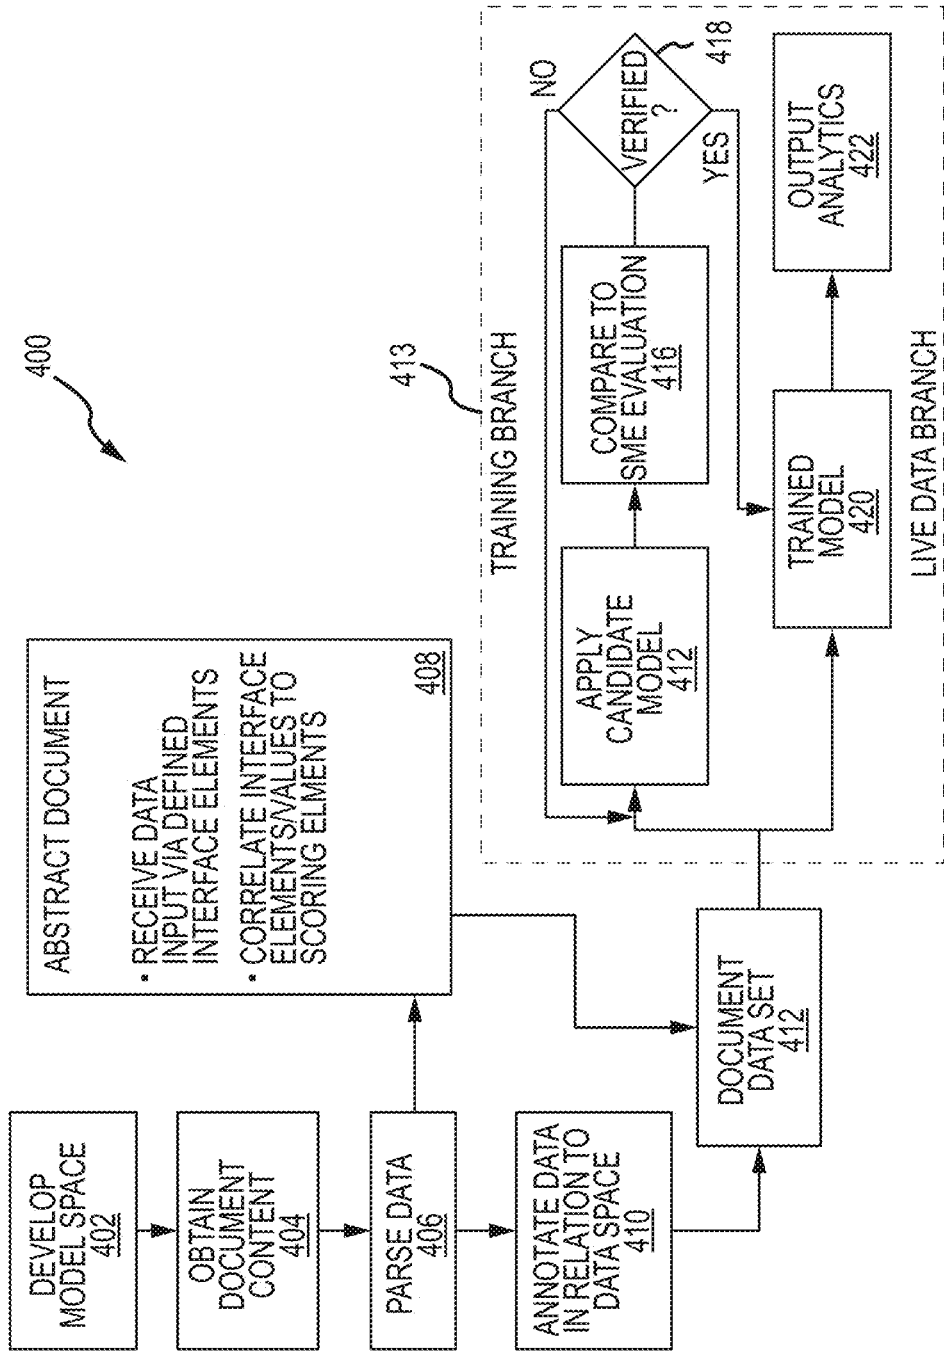 400
DEVELOP
MODEL SPACE
402
OBTAIN
DOCUMENT
CONTENT
404
PARSE DATA
406
ANNOTATE DATA
IN RELATION TO
DATA SPACE
410
ABSTRACT DOCUMENT
• RECEIVE DATA
INPUT VIA DEFINED
INTERFACE ELEMENTS
• CORRELATE INTERFACE
ELEMENTS/VALUES TO
SCORING ELMENTS
408
DOCUMENT
DATA SET
412
413
TRAINING BRANCH
APPLY
CANDIDATE
MODEL
412
COMPARE TO
SME EVALUATION
416
VERIFIED
?
418
NO
YES
TRAINED
MODEL
420
OUTPUT
ANALYTICS
422
LIVE DATA BRANCH